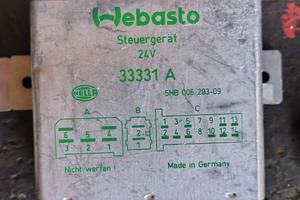 Webasto
Steuergerät
24V
33331 A
HELLA
5HB 006 293-09
A B C
6 5 4
3 2 1
2
1
1 3 5 7 9 11 13
2 4 6 8 10 12 14
Nicht werfen !
Made in Germany